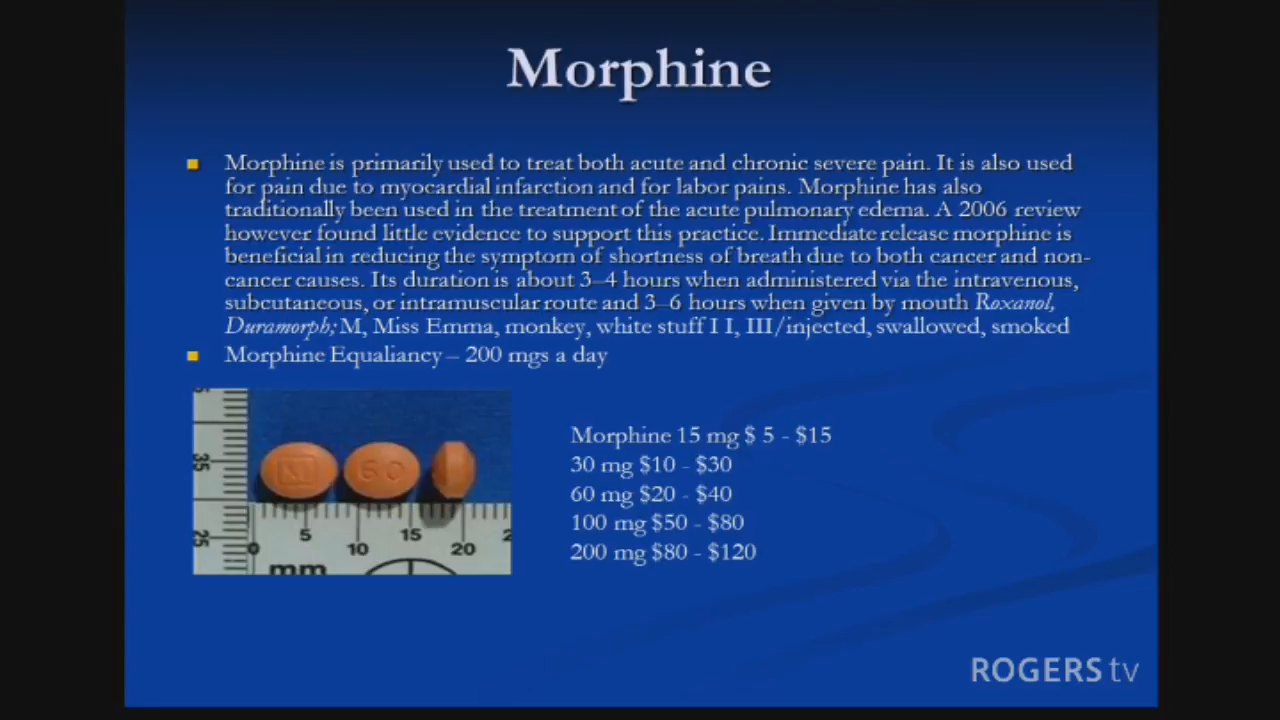 Morphine
Morphine is primarily used to treat both acute and chronic severe pain. It is also used
for pain due to myocardial infarction and for labor pains. Morphine has also
traditionally been used in the treatment of the acute pulmonary edema. A 2006 review
however found little evidence to support this practice. Immediate release morphine is
beneficial in reducing the symptom of shortness of breath due to both cancer and non-
cancer causes. Its duration is about 3–4 hours when administered via the intravenous,
subcutaneous, or intramuscular route and 3–6 hours when given by mouth Roxanol,
Duramorph; M, Miss Emma, monkey, white stuff I I, III/injected, swallowed, smoked
Morphine Equaliancy – 200 mgs a day
35
25
M
60
0 5 10 15 20
mm
Morphine 15 mg $ 5 - $15
30 mg $10 - $30
60 mg $20 - $40
100 mg $50 - $80
200 mg $80 - $120
ROGERS tv